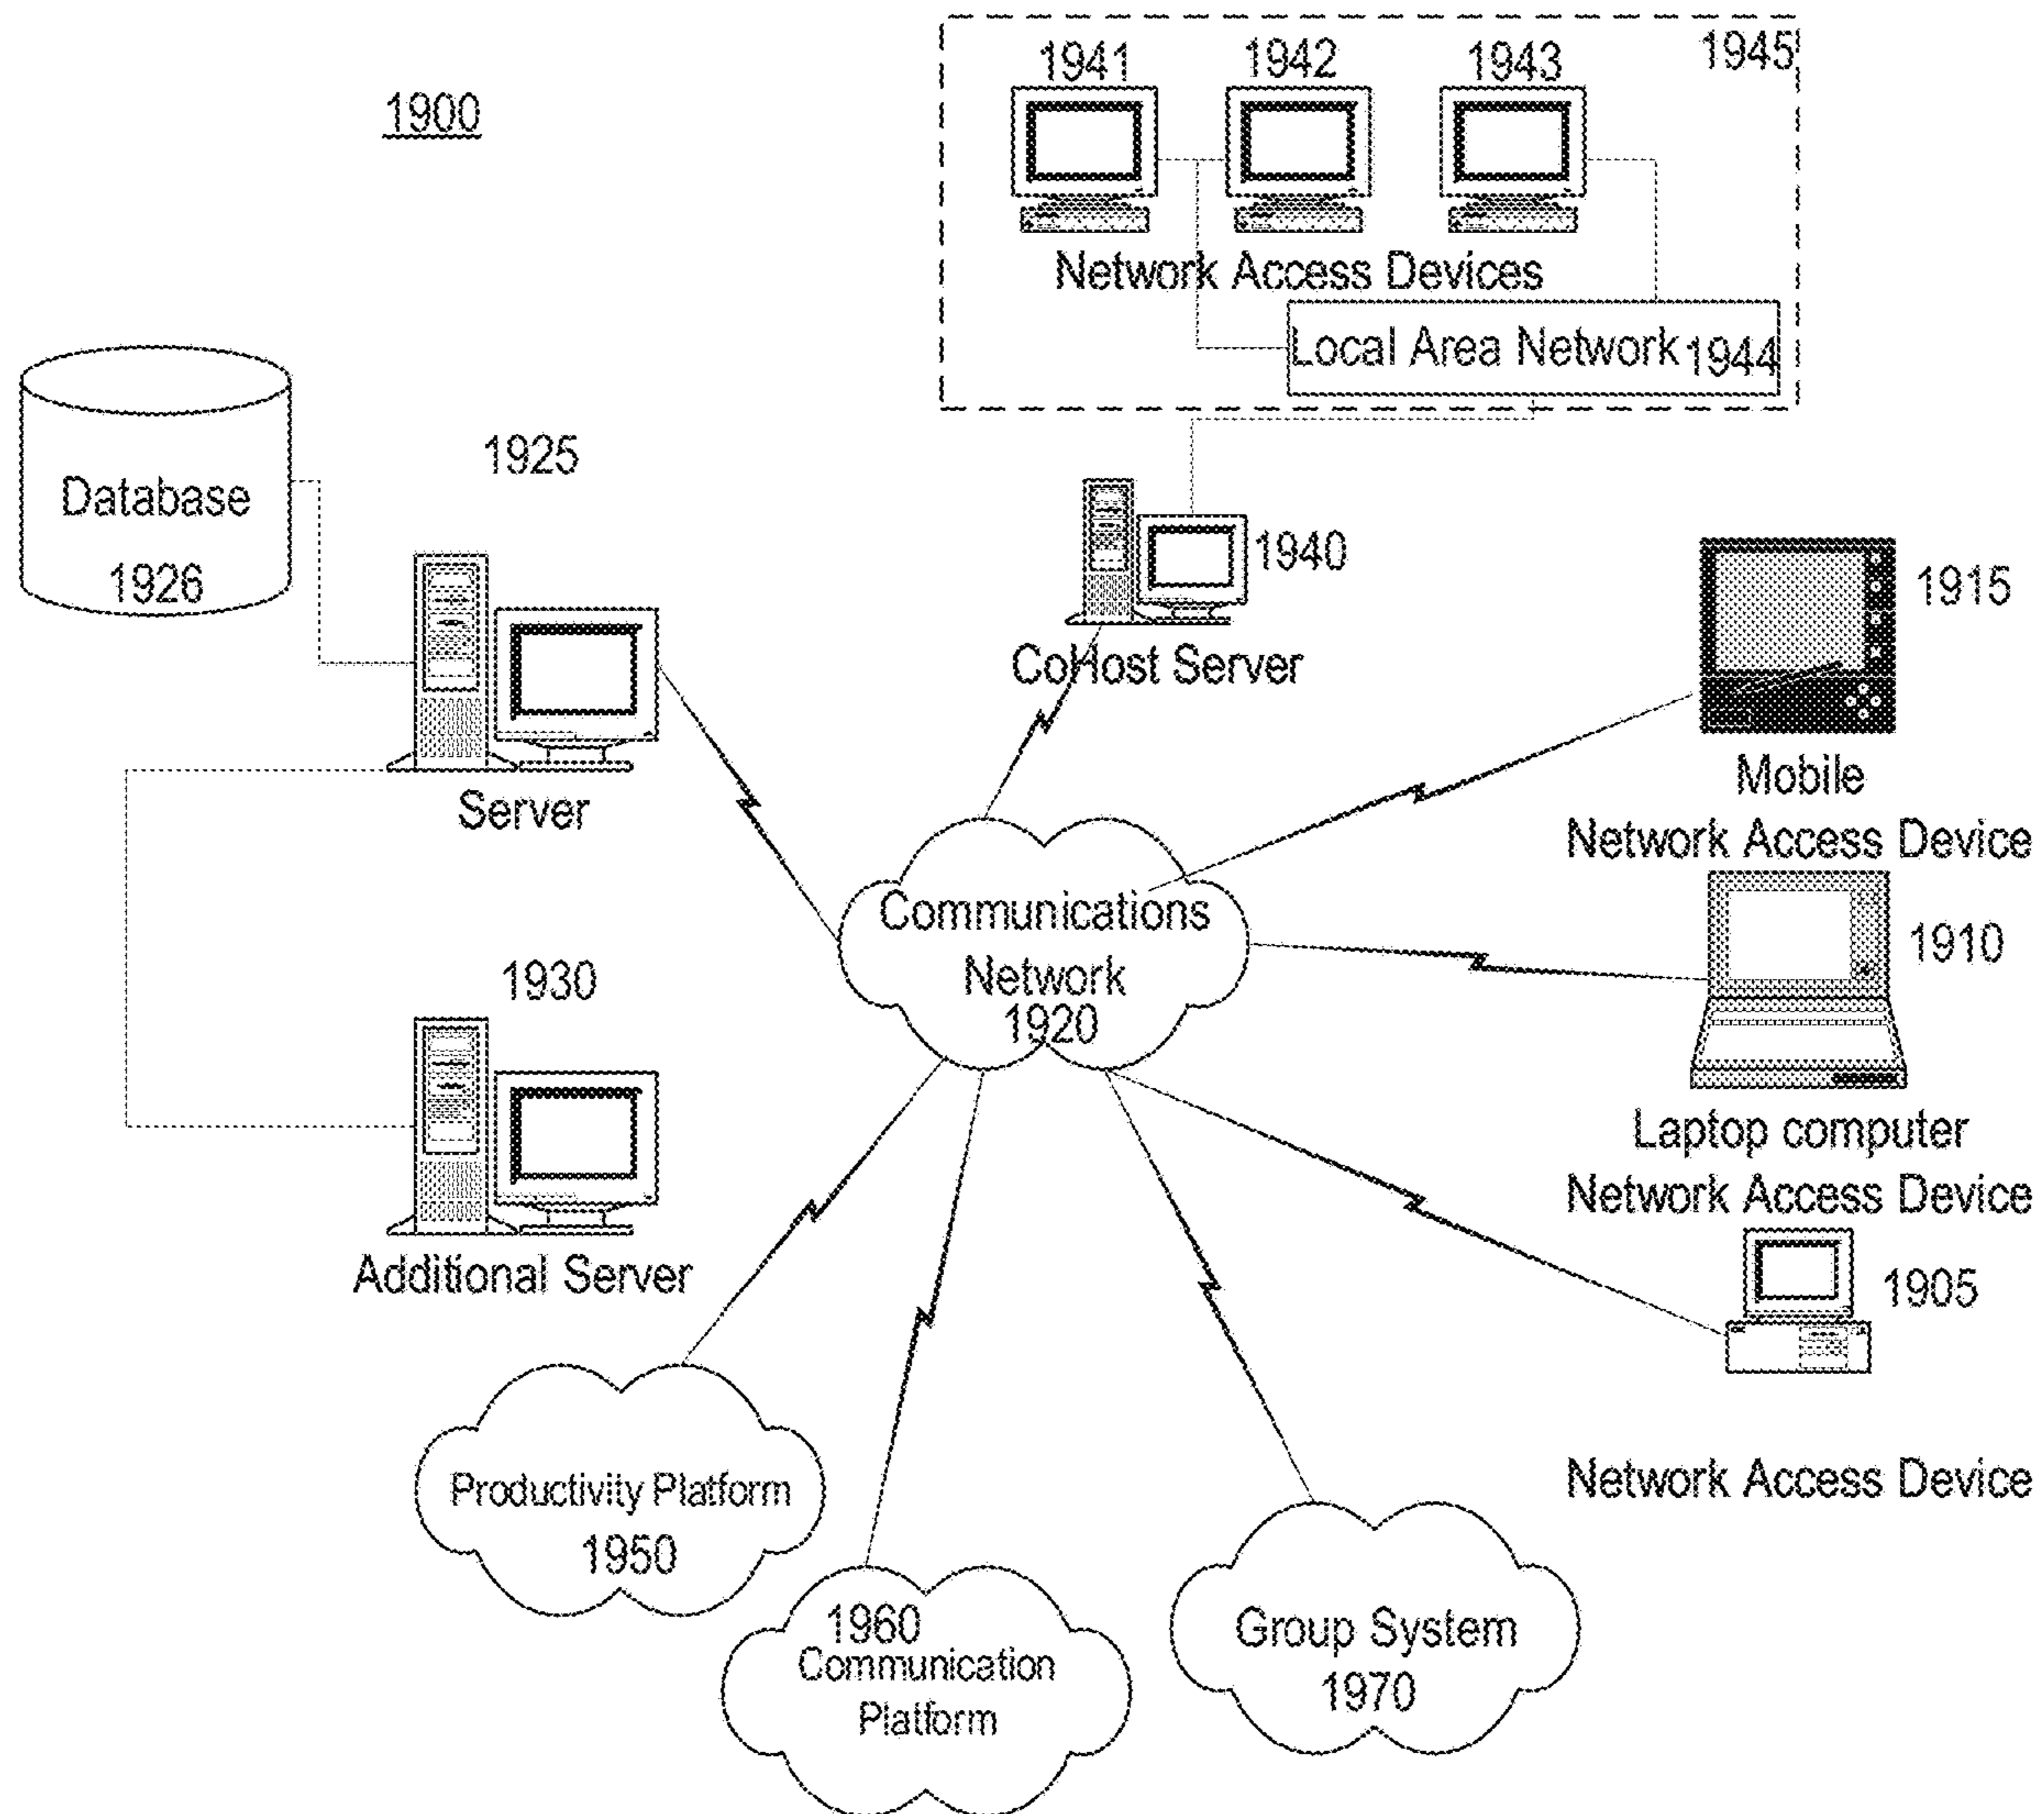 1900
1941
1942
1943
1945
Network Access Devices
Local Area Network 1944
Database
1926
1925
Server
1940
CoHost Server
1915
Mobile
Network Access Device
Communications
Network
1920
1910
Laptop computer
Network Access Device
1930
Additional Server
1905
Network Access Device
Productivity Platform
1950
1960
Communication
Platform
Group System
1970